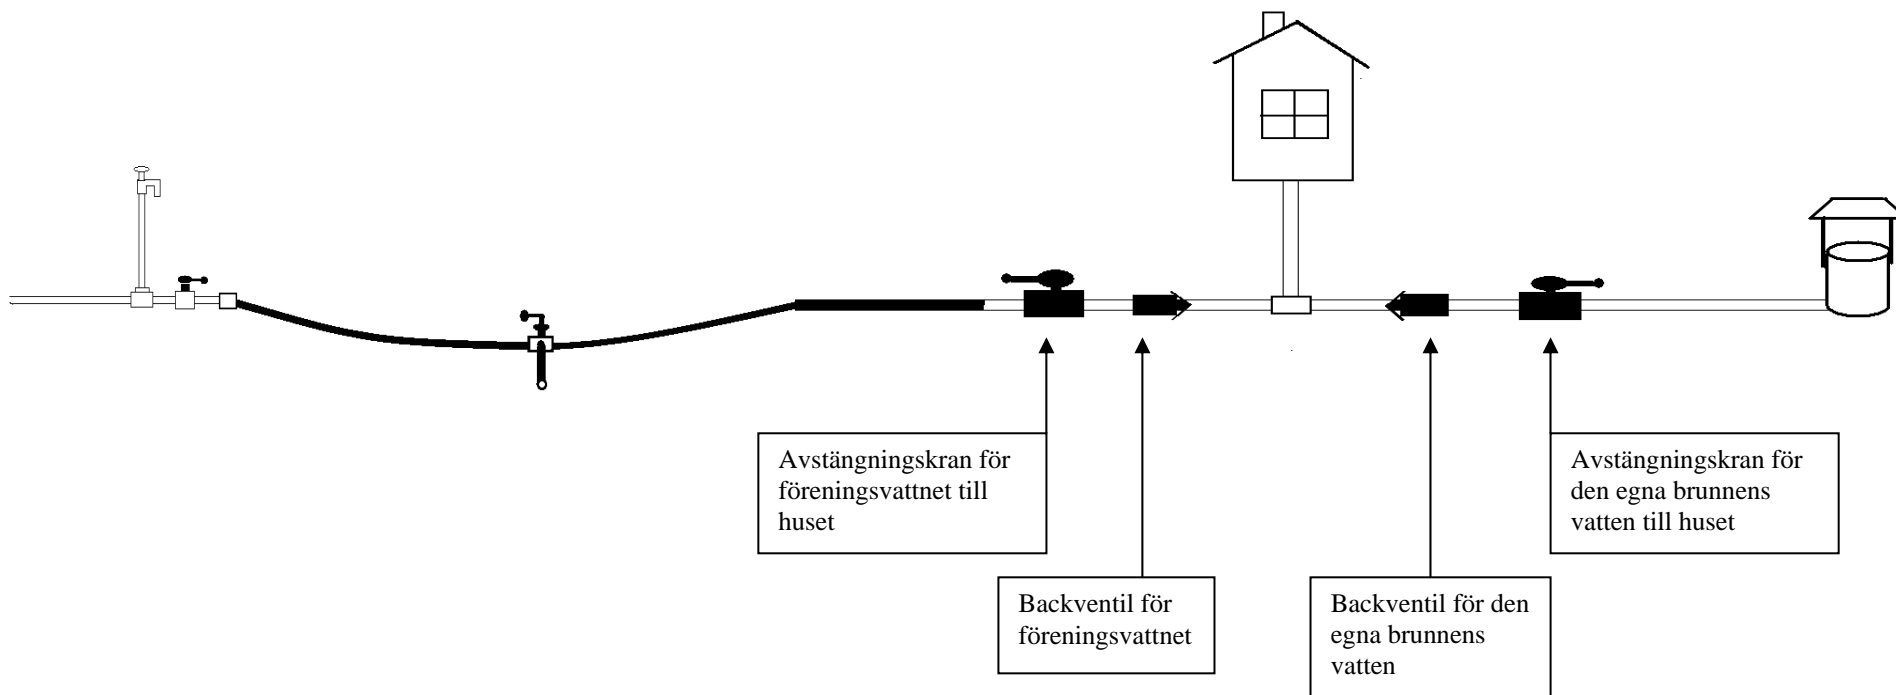 Avstängningskran för
föreningsvattnet till
huset
Backventil för
föreningsvattnet
Backventil för den
egna brunnens
vatten
Avstängningskran för
den egna brunnens
vatten till huset